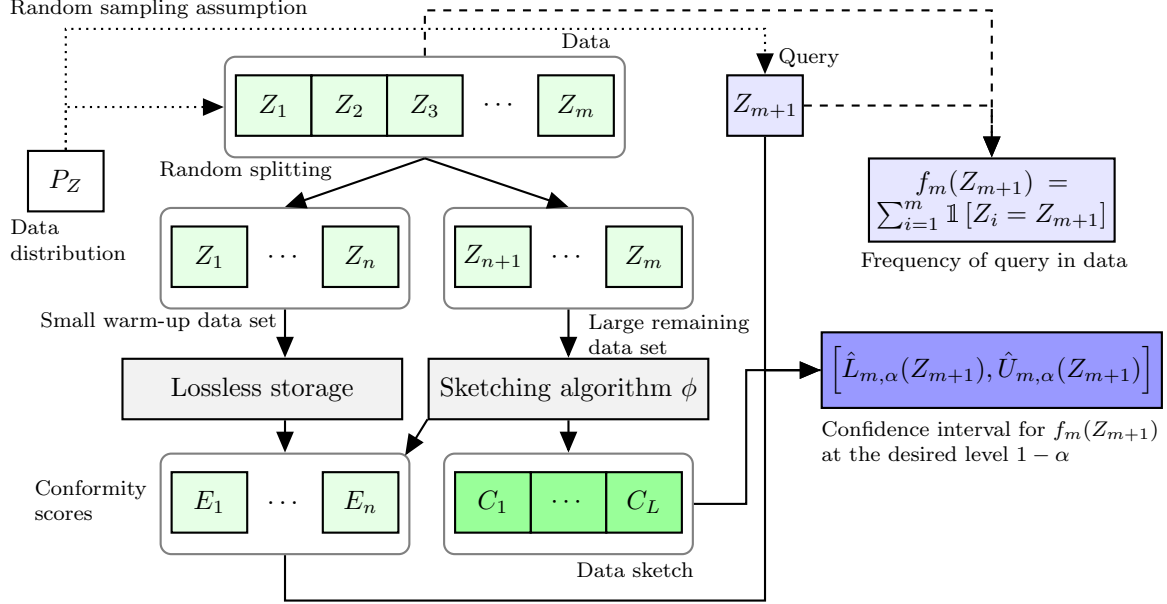 Random sampling assumption
Data
Query
Z_1 Z_2 Z_3 ⋯ Z_m
Z_{m+1}
P_Z
Data
distribution
Random splitting
f_m(Z_{m+1}) =
∑_{i=1}^{m} 𝟙 [Z_i = Z_{m+1}]
Frequency of query in data
Z_1 ⋯ Z_n
Z_{n+1} ⋯ Z_m
Small warm-up data set
Large remaining
data set
Lossless storage
Sketching algorithm ϕ
[L̂_{m,α}(Z_{m+1}), Û_{m,α}(Z_{m+1})]
Confidence interval for f_m(Z_{m+1})
at the desired level 1 − α
Conformity
scores
E_1 ⋯ E_n
C_1 ⋯ C_L
Data sketch